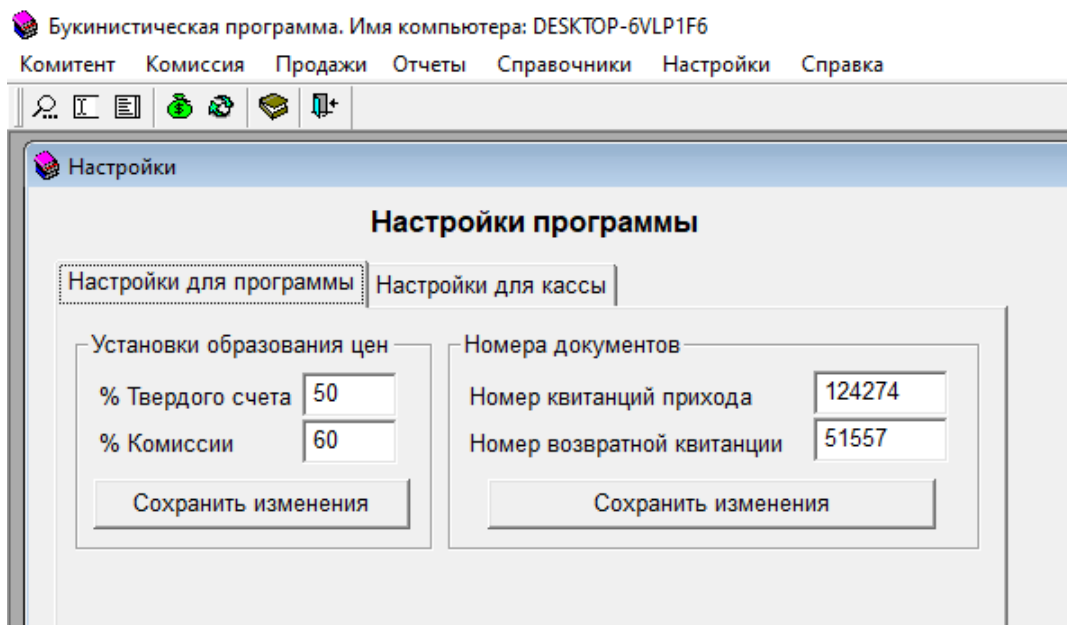 Букинистическая программа. Имя компьютера: DESKTOP-6VLP1F6
Комитент Комиссия Продажи Отчеты Справочники Настройки Справка
Настройки
Настройки программы
Настройки для программы Настройки для кассы
Установки образования цен
% Твердого счета 50
% Комиссии 60
Сохранить изменения
Номера документов
Номер квитанций прихода 124274
Номер возвратной квитанции 51557
Сохранить изменения